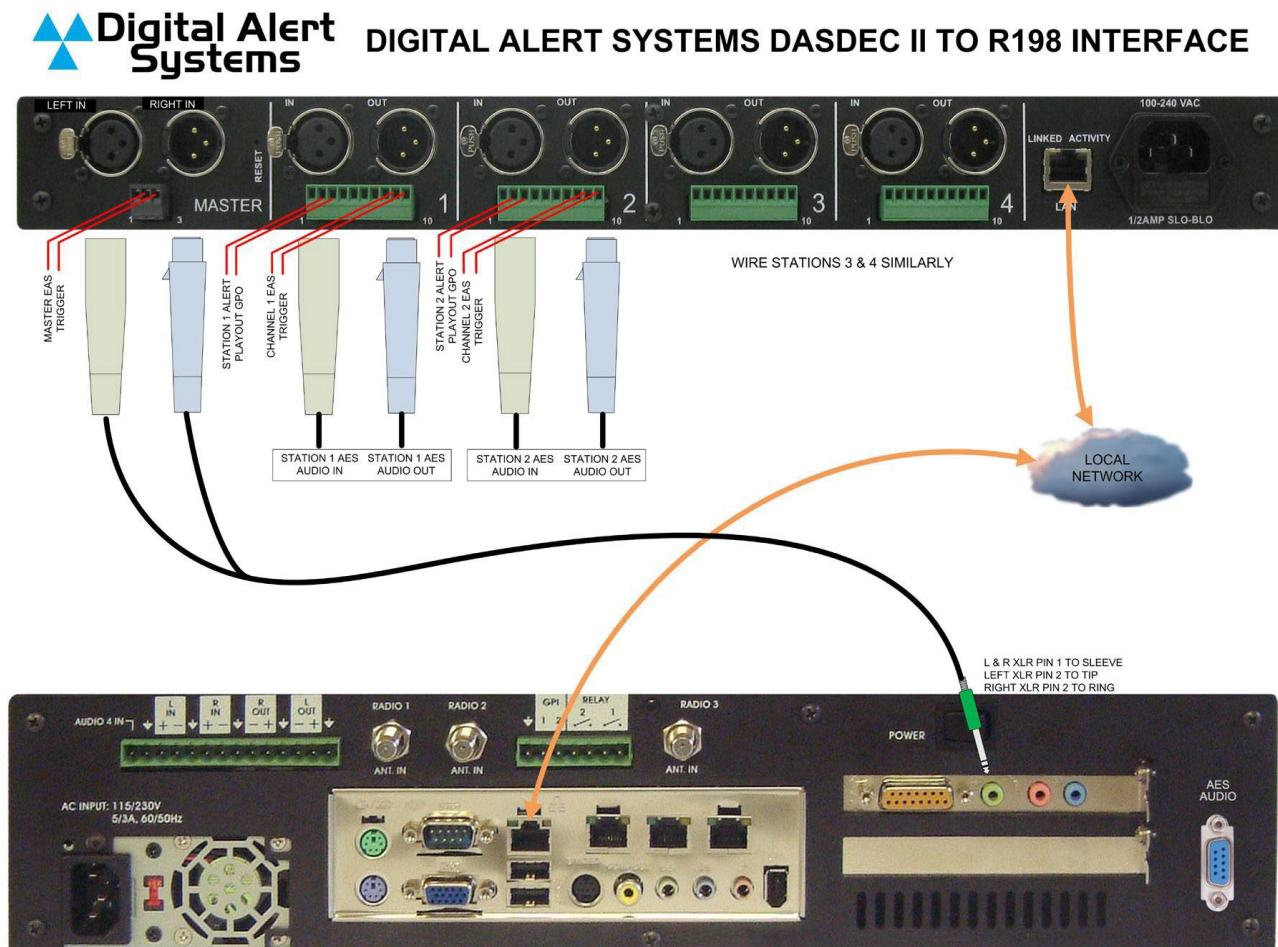 Digital Alert
Systems
DIGITAL ALERT SYSTEMS DASDEC II TO R198 INTERFACE
LEFT IN
RIGHT IN
RESET
MASTER
1
3
IN
OUT
PUSH
1
10
1
IN
OUT
PUSH
1
10
2
IN
OUT
PUSH
1
10
3
IN
OUT
PUSH
1
10
4
LINKED ACTIVITY
LAN
100-240 VAC
1/2AMP SLO-BLO
MASTER EAS
TRIGGER
STATION 1 ALERT
PLAYOUT GPO
CHANNEL 1 EAS
TRIGGER
STATION 2 ALERT
PLAYOUT GPO
CHANNEL 2 EAS
TRIGGER
WIRE STATIONS 3 & 4 SIMILARLY
STATION 1 AES
AUDIO IN
STATION 1 AES
AUDIO OUT
STATION 2 AES
AUDIO IN
STATION 2 AES
AUDIO OUT
LOCAL
NETWORK
L & R XLR PIN 1 TO SLEEVE
LEFT XLR PIN 2 TO TIP
RIGHT XLR PIN 2 TO RING
AUDIO 4 IN
L
IN
+ -
R
IN
+ -
R
OUT
- +
L
OUT
- +
RADIO 1
ANT. IN
RADIO 2
ANT. IN
GPI
1 2
RELAY
2 1
RADIO 3
ANT. IN
POWER
AES
AUDIO
AC INPUT: 115/230V
5/3A, 60/50Hz
S-VIDEO